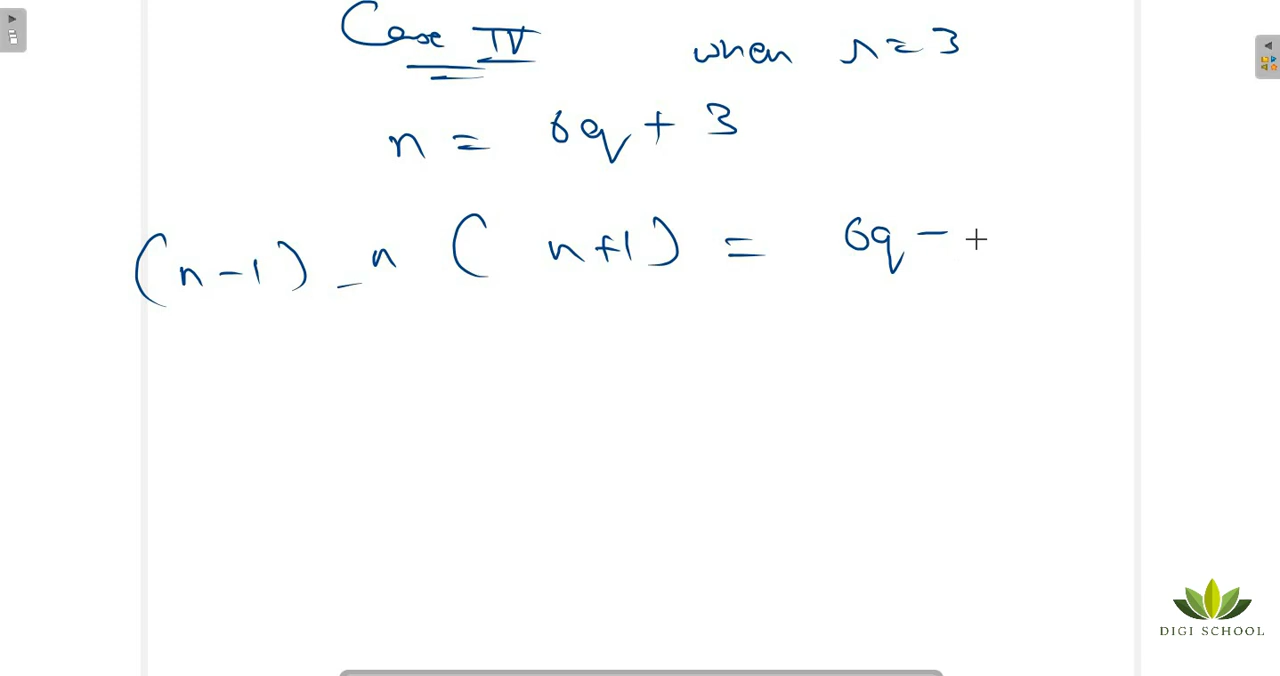 Case IV when r = 3
n = 6q + 3
(n-1) - n (n+1) = 6q -
DIGI SCHOOL